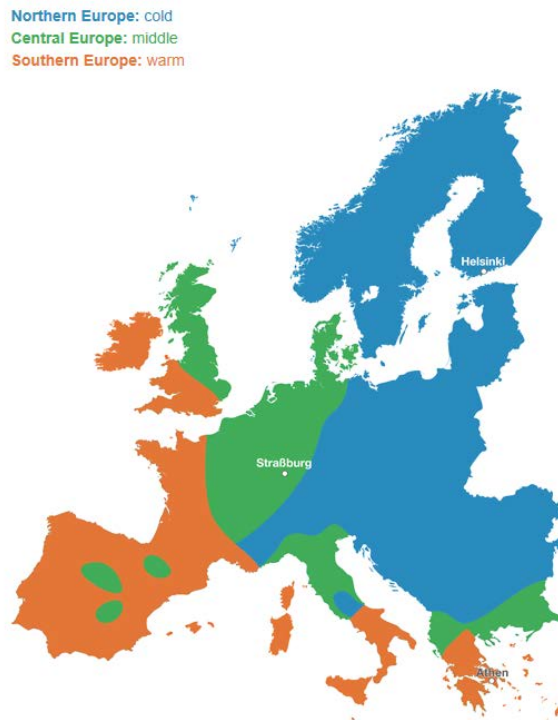 Northern Europe: cold
Central Europe: middle
Southern Europe: warm
Helsinki
Straßburg
Athen